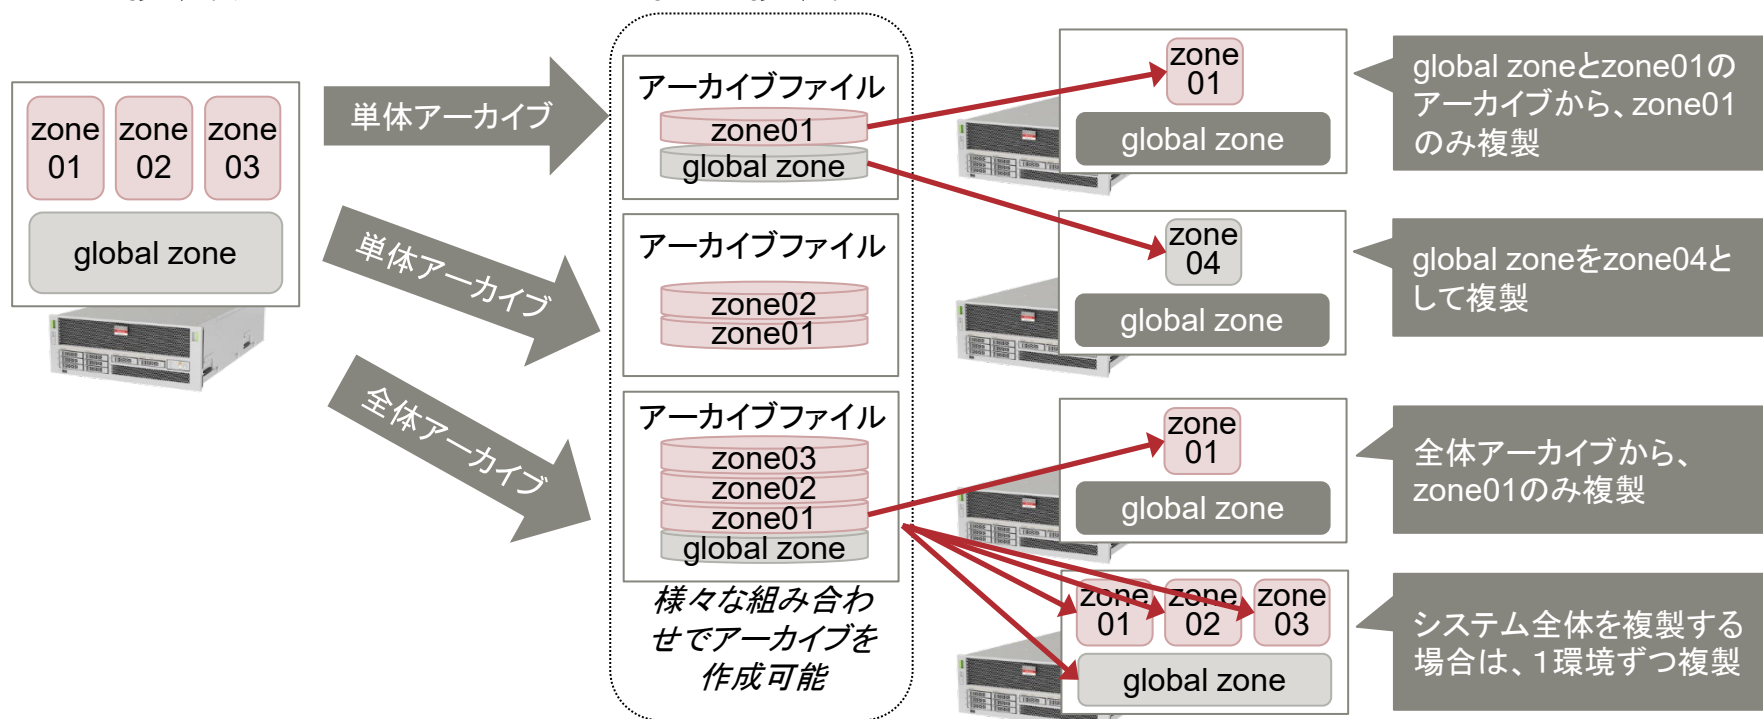 zone
01
zone
02
zone
03
global zone
単体アーカイブ
単体アーカイブ
全体アーカイブ
アーカイブファイル
zone01
global zone
アーカイブファイル
zone02
zone01
アーカイブファイル
zone03
zone02
zone01
global zone
様々な組み合わ
せでアーカイブを
作成可能
zone
01
global zone
global zoneとzone01の
アーカイブから、zone01
のみ複製
zone
04
global zone
global zoneをzone04と
して複製
zone
01
global zone
全体アーカイブから、
zone01のみ複製
zone
01
zone
02
zone
03
global zone
システム全体を複製する
場合は、1環境ずつ複製